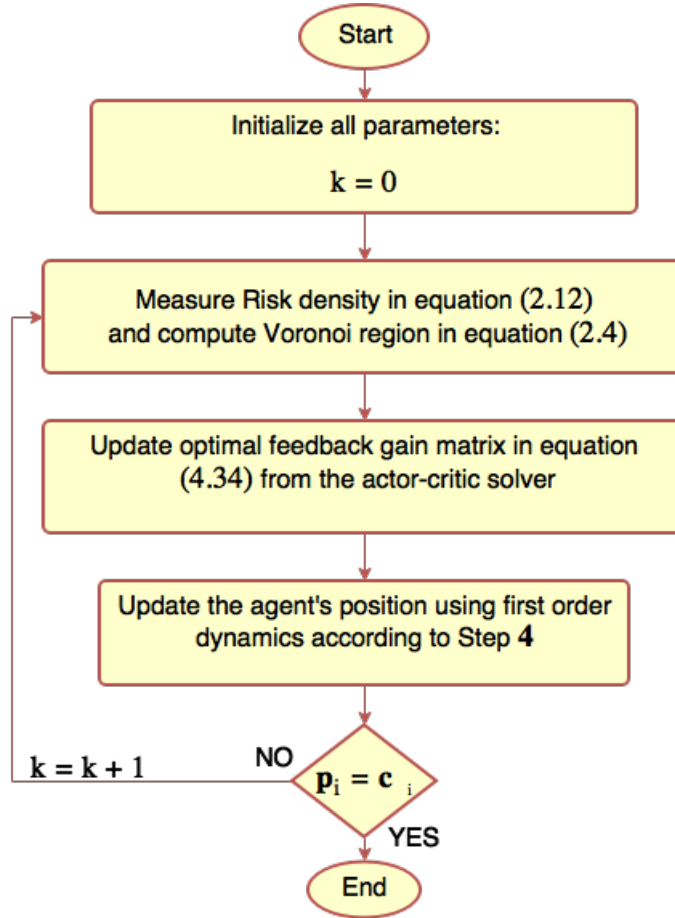 Start
Initialize all parameters:
k = 0
Measure Risk density in equation (2.12)
and compute Voronoi region in equation (2.4)
Update optimal feedback gain matrix in equation
(4.34) from the actor-critic solver
Update the agent's position using first order
dynamics according to Step 4
NO
k = k + 1
p i = c i
YES
End